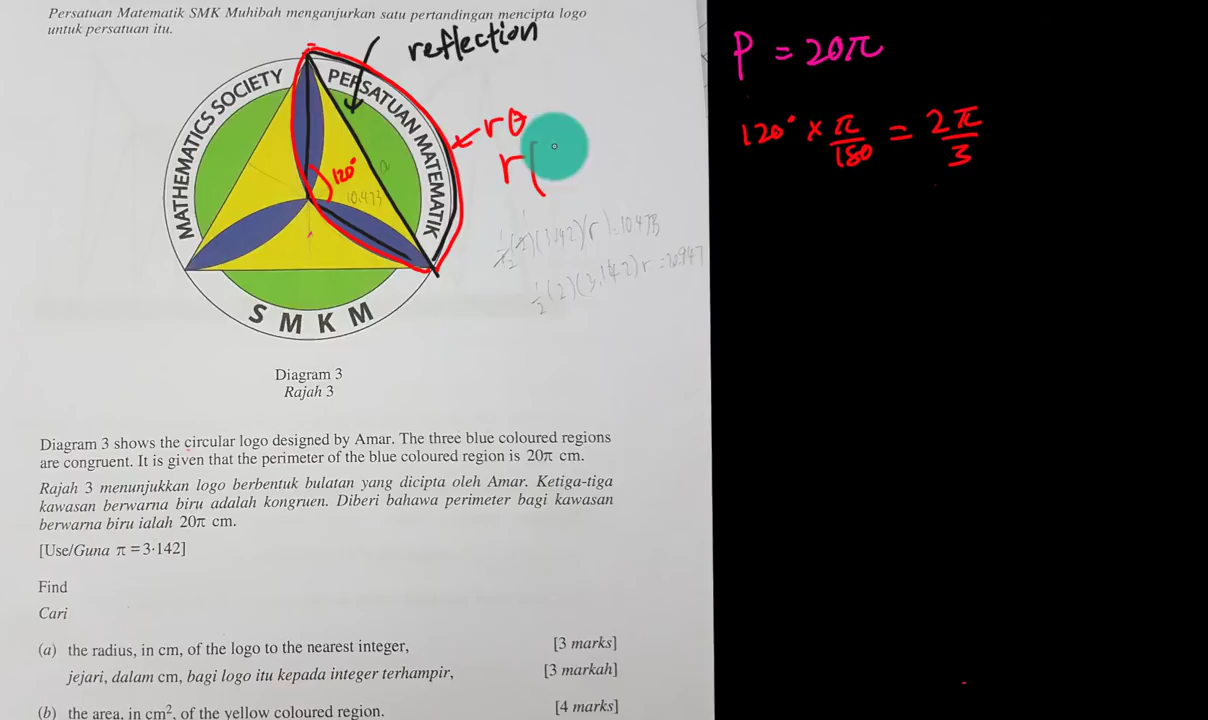 Persatuan Matematik SMK Muhibah menganjurkan satu pertandingan mencipta logo
untuk persatuan itu.
reflection
MATHEMATICS SOCIETY
PERSATUAN MATEMATIK
SMKM
120°
10.473
rθ
r(
P = 20π
120° × π/180 = 2π/3
Diagram 3
Rajah 3
Diagram 3 shows the circular logo designed by Amar. The three blue coloured regions
are congruent. It is given that the perimeter of the blue coloured region is 20π cm.
Rajah 3 menunjukkan logo berbentuk bulatan yang dicipta oleh Amar. Ketiga-tiga
kawasan berwarna biru adalah kongruen. Diberi bahawa perimeter bagi kawasan
berwarna biru ialah 20π cm.
[Use/Guna π = 3·142]
Find
Cari
(a) the radius, in cm, of the logo to the nearest integer, [3 marks]
jejari, dalam cm, bagi logo itu kepada integer terhampir, [3 markah]
(b) the area, in cm², of the yellow coloured region. [4 marks]